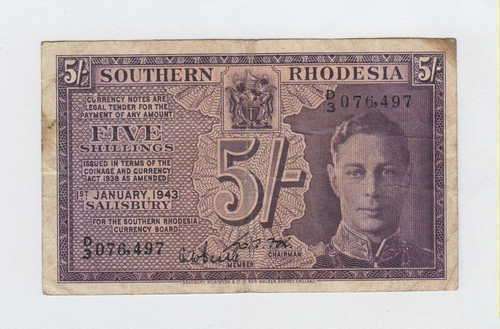 5/- SOUTHERN RHODESIA 5/-
CURRENCY NOTES ARE
LEGAL TENDER FOR THE
PAYMENT OF ANY AMOUNT
D/3 076,497
FIVE
SHILLINGS
ISSUED IN TERMS OF THE
COINAGE AND CURRENCY
ACT 1938 AS AMENDED
5/-
1ST JANUARY, 1943
SALISBURY
FOR THE SOUTHERN RHODESIA
CURRENCY BOARD.
D/3 076,497
MEMBER
CHAIRMAN